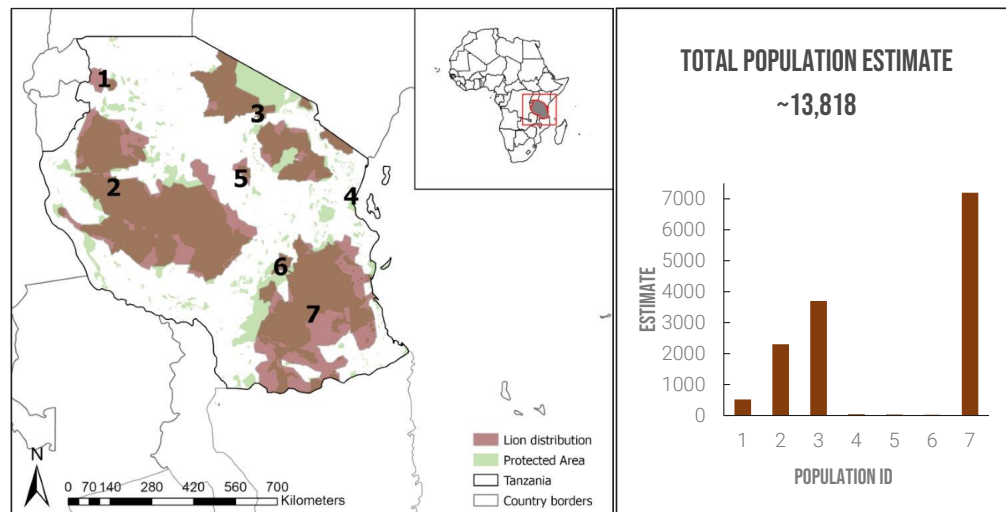 1
2
3
4
5
6
7
Lion distribution
Protected Area
Tanzania
Country borders
N
0 70 140 280 420 560 700
Kilometers
TOTAL POPULATION ESTIMATE
~13,818
ESTIMATE
7000
6000
5000
4000
3000
2000
1000
0
1 2 3 4 5 6 7
POPULATION ID